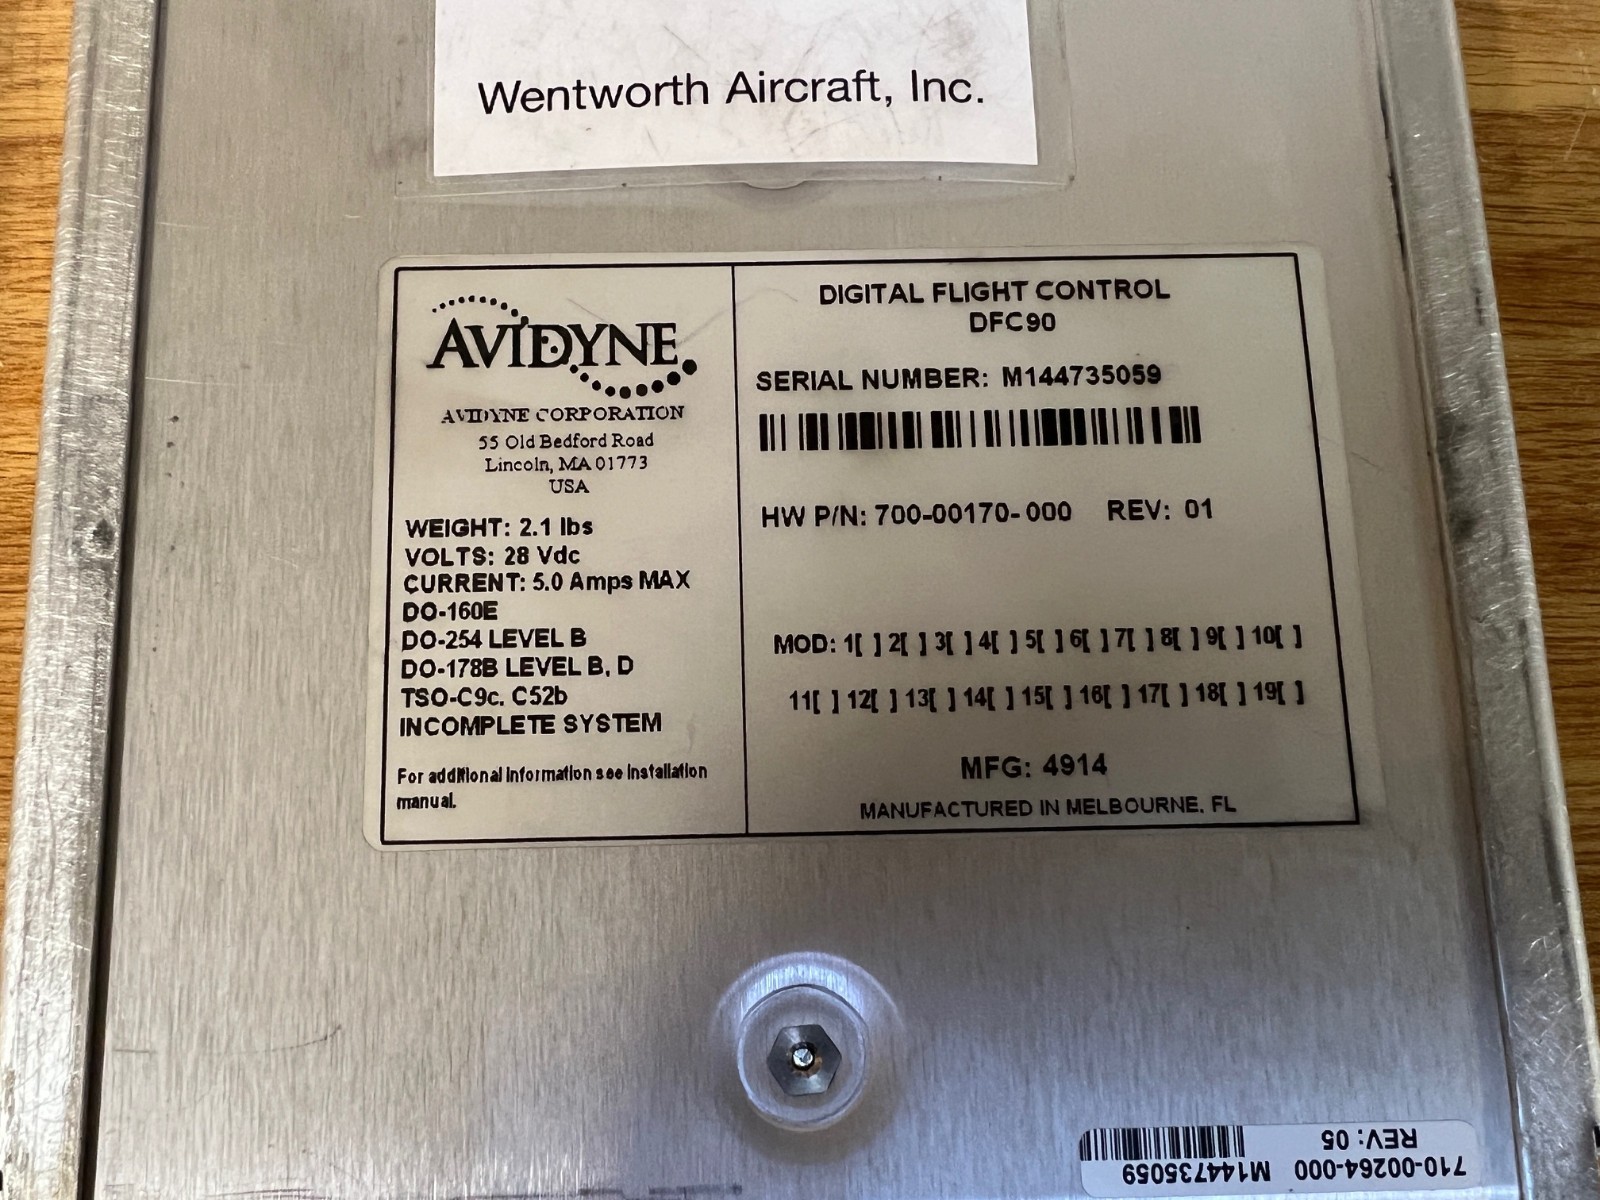 Wentworth Aircraft, Inc.
AVIDYNE
AVIDYNE CORPORATION
55 Old Bedford Road
Lincoln, MA 01773
USA
WEIGHT: 2.1 lbs
VOLTS: 28 Vdc
CURRENT: 5.0 Amps MAX
DO-160E
DO-254 LEVEL B
DO-178B LEVEL B, D
TSO-C9c. C52b
INCOMPLETE SYSTEM
For additional information see installation
manual.
DIGITAL FLIGHT CONTROL
DFC90
SERIAL NUMBER: M144735059
HW P/N: 700-00170-000 REV: 01
MOD: 1[ ] 2[ ] 3[ ] 4[ ] 5[ ] 6[ ] 7[ ] 8[ ] 9[ ] 10[ ]
11[ ] 12[ ] 13[ ] 14[ ] 15[ ] 16[ ] 17[ ] 18[ ] 19[ ]
MFG: 4914
MANUFACTURED IN MELBOURNE, FL
710-00264-000 M144735059
REV: 05